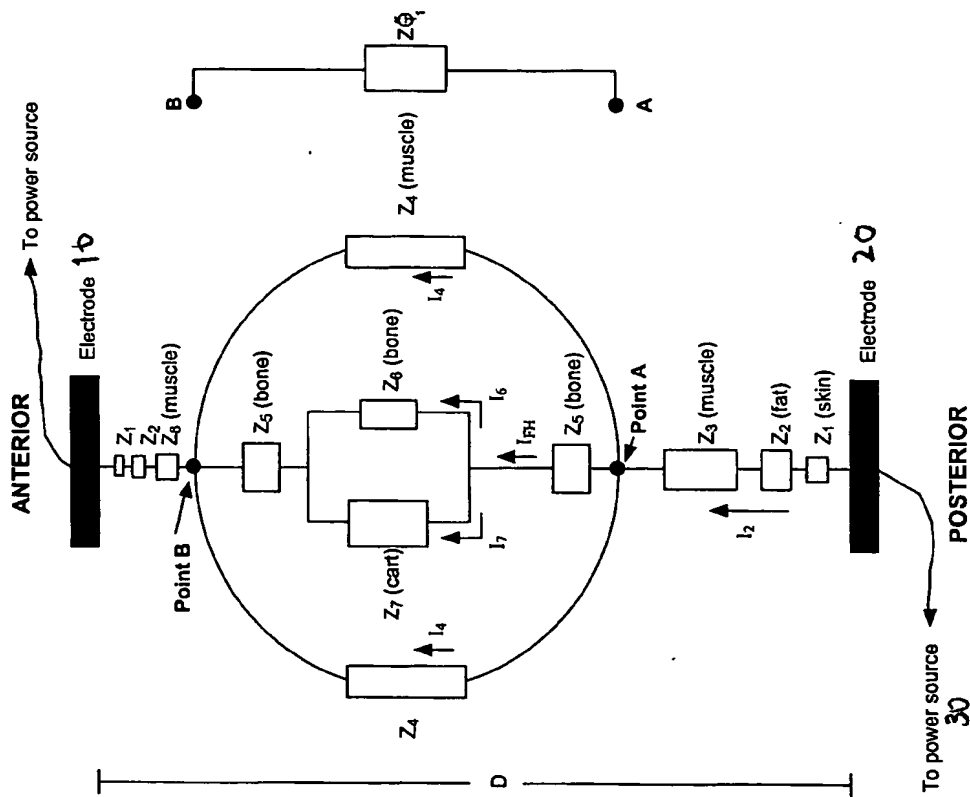 ANTERIOR
To power source
Electrode 10
Z1
Z2
Z8 (muscle)
Point B
B
Z5 (bone)
Z4 (muscle)
I4
ZΦ1
Z6 (bone)
I6
Z7 (cart)
I7
IFH
Z4
I4
A
Z5 (bone)
Point A
Z3 (muscle)
I2
Z2 (fat)
Z1 (skin)
Electrode 20
POSTERIOR
To power source
30
D